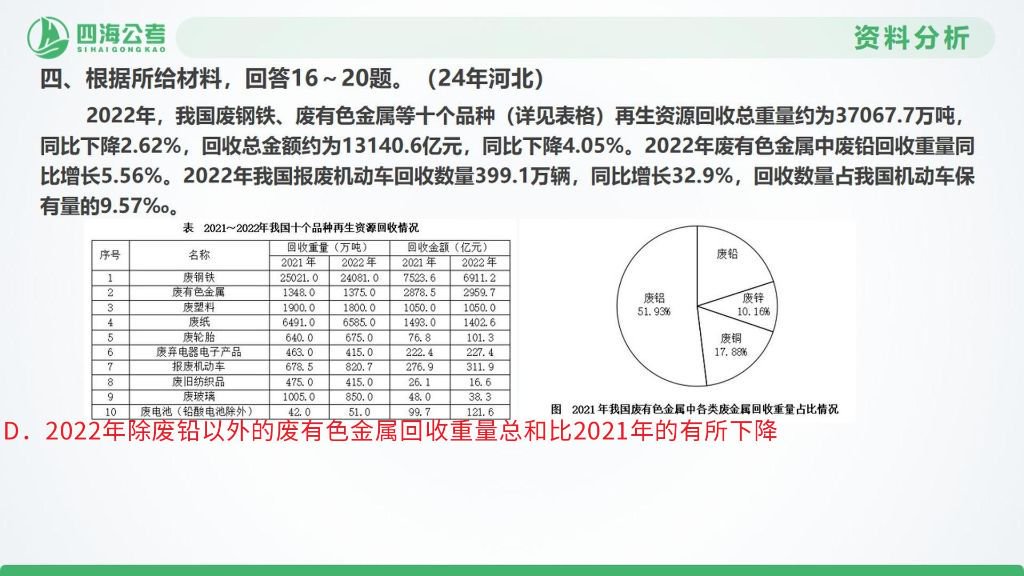 四海公考
SIHAIGONGKAO
资料分析
四、根据所给材料，回答16～20题。（24年河北）
2022年，我国废钢铁、废有色金属等十个品种（详见表格）再生资源回收总重量约为37067.7万吨，
同比下降2.62%，回收总金额约为13140.6亿元，同比下降4.05%。2022年废有色金属中废铅回收重量同
比增长5.56%。2022年我国报废机动车回收数量399.1万辆，同比增长32.9%，回收数量占我国机动车保
有量的9.57‰。
表 2021～2022年我国十个品种再生资源回收情况
序号 名称 回收重量（万吨） 回收金额（亿元）
2021年 2022年 2021年 2022年
1 废钢铁 25021.0 24081.0 7523.6 6911.2
2 废有色金属 1348.0 1375.0 2878.5 2959.7
3 废塑料 1900.0 1800.0 1050.0 1050.0
4 废纸 6491.0 6585.0 1493.0 1402.6
5 废轮胎 640.0 675.0 76.8 101.3
6 废弃电器电子产品 463.0 415.0 222.4 227.4
7 报废机动车 678.5 820.7 276.9 311.9
8 废旧纺织品 475.0 415.0 26.1 16.6
9 废玻璃 1005.0 850.0 48.0 38.3
10 废电池（铅酸电池除外） 42.0 51.0 99.7 121.6
废铅
废锌
10.16%
废铜
17.88%
废铝
51.93%
图 2021年我国废有色金属中各类废金属回收重量占比情况
D．2022年除废铅以外的废有色金属回收重量总和比2021年的有所下降